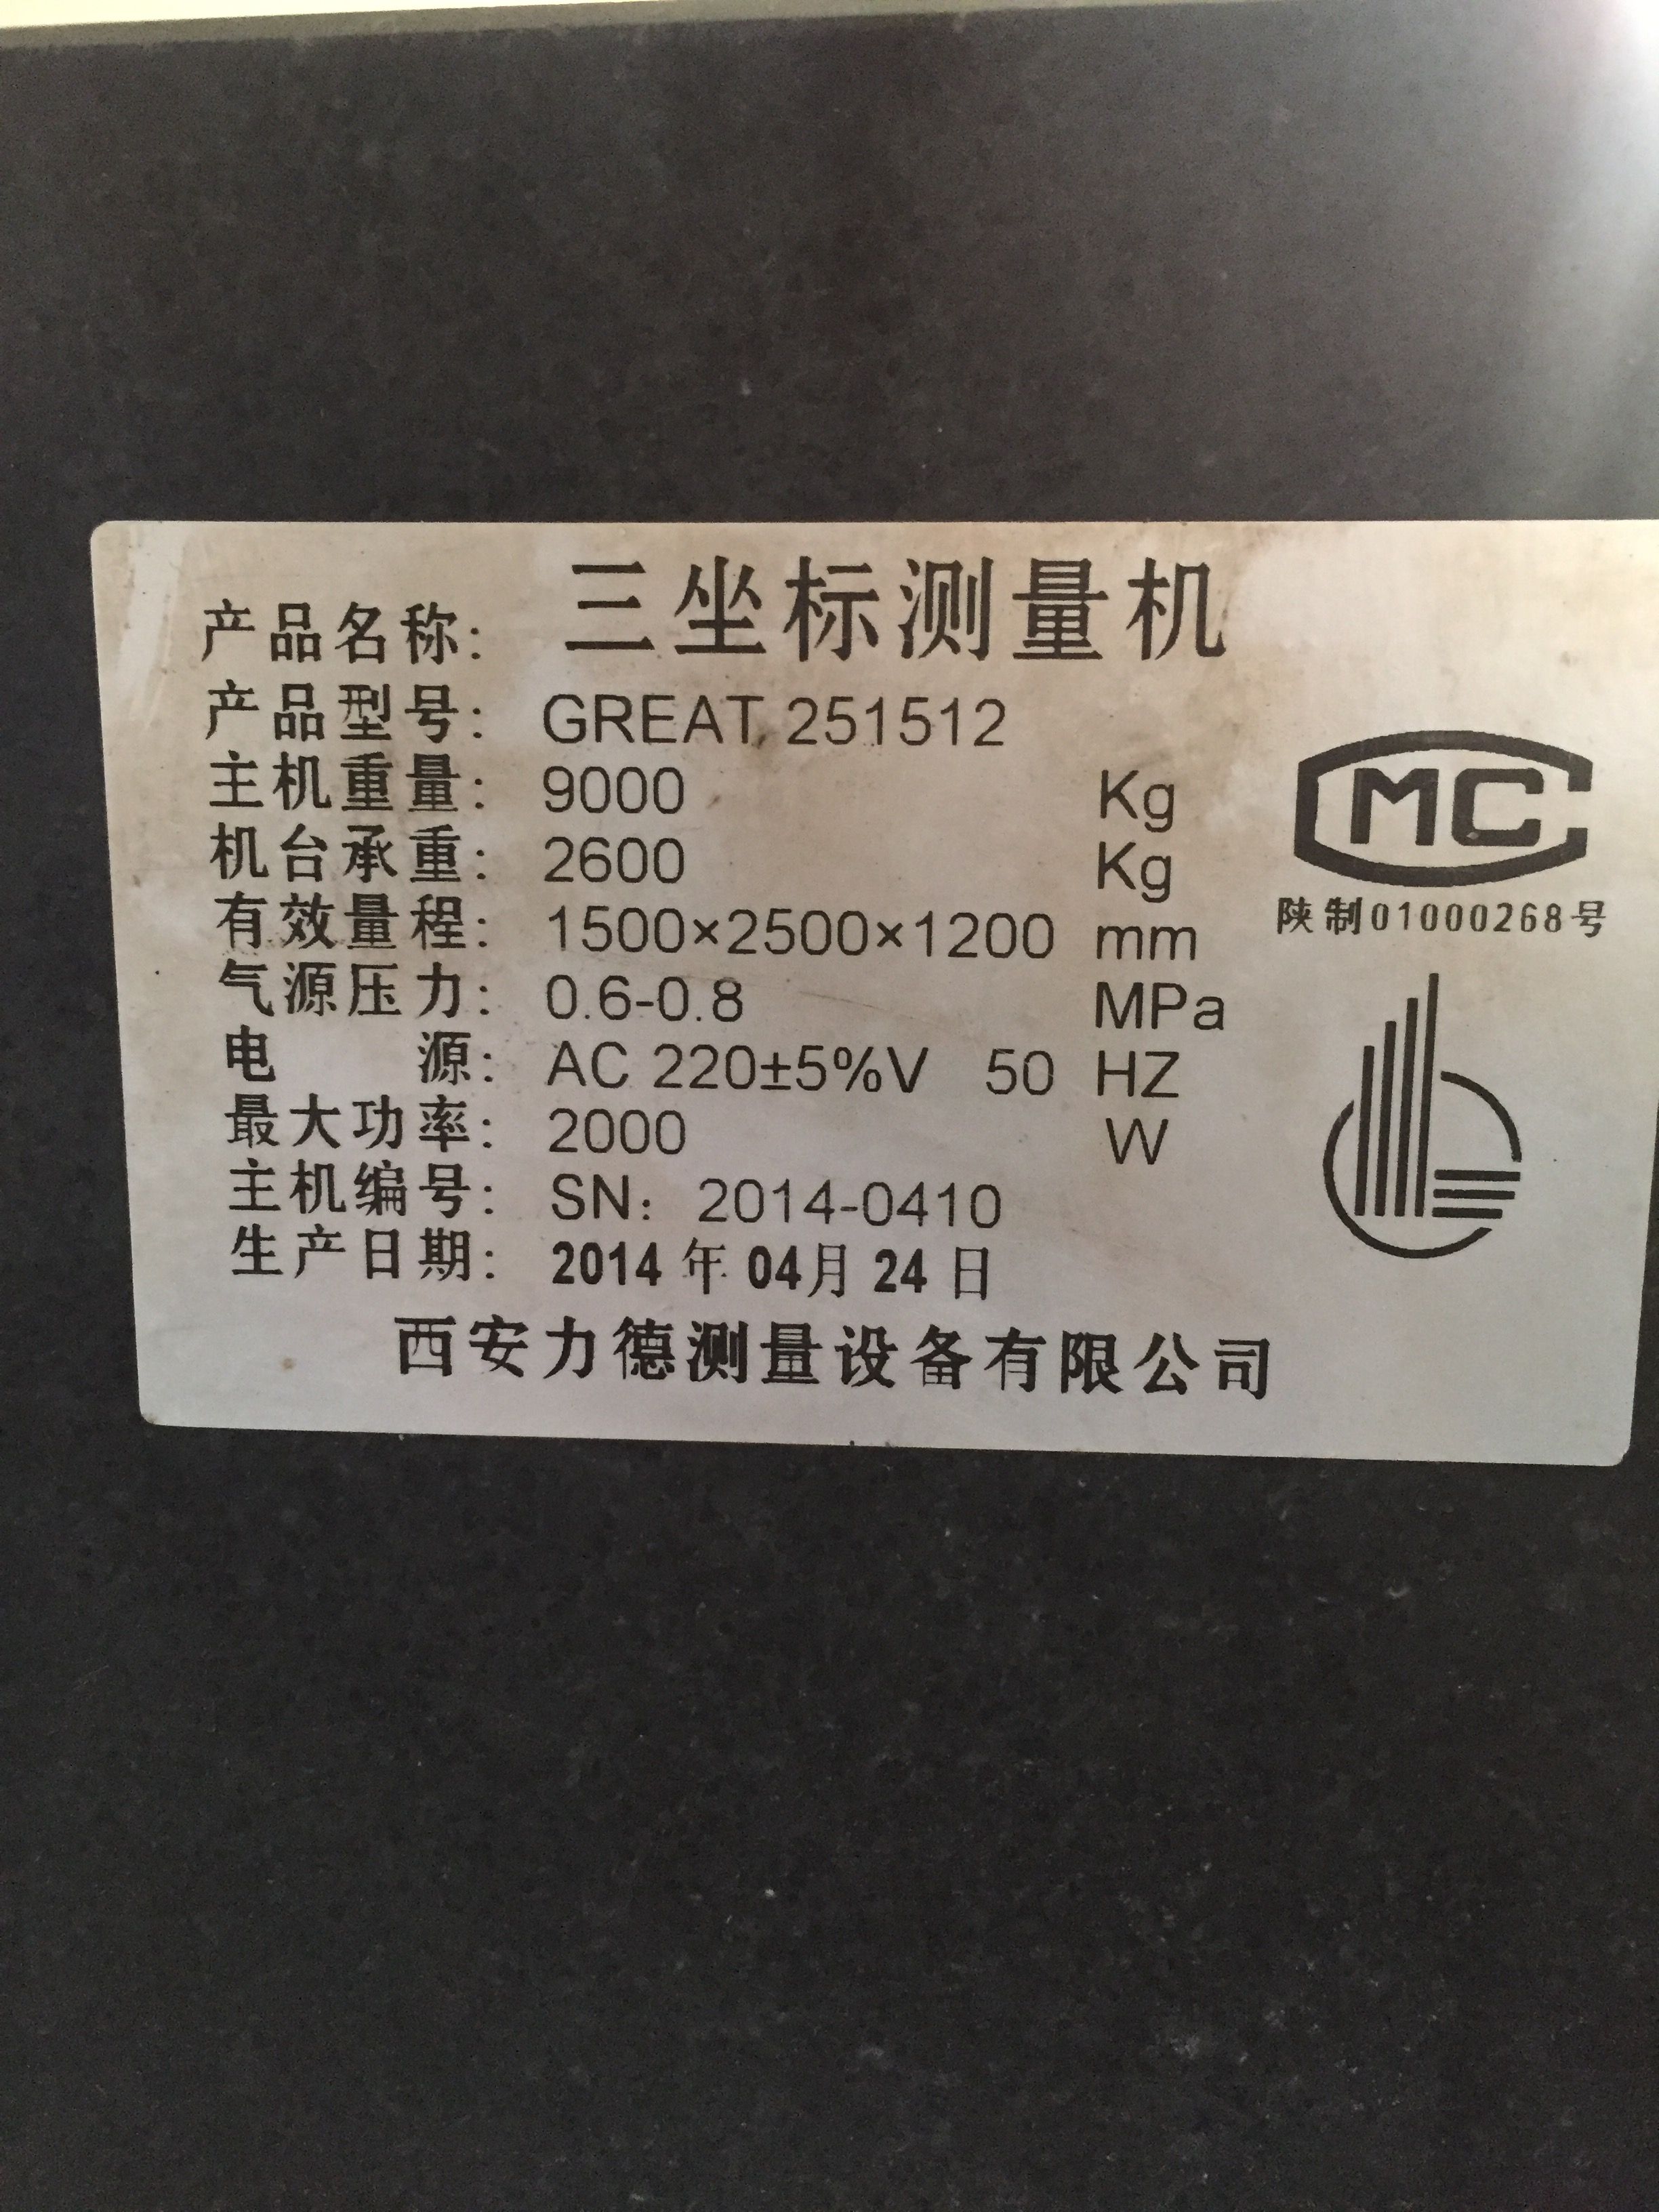 产品名称: 三坐标测量机
产品型号: GREAT 251512
主机重量: 9000 Kg
机台承重: 2600 Kg
有效量程: 1500×2500×1200 mm
气源压力: 0.6-0.8 MPa
电 源: AC 220±5%V 50 HZ
最大功率: 2000 W
主机编号: SN: 2014-0410
生产日期: 2014 年 04月 24 日
西安力德测量设备有限公司
MC
陕制01000268号